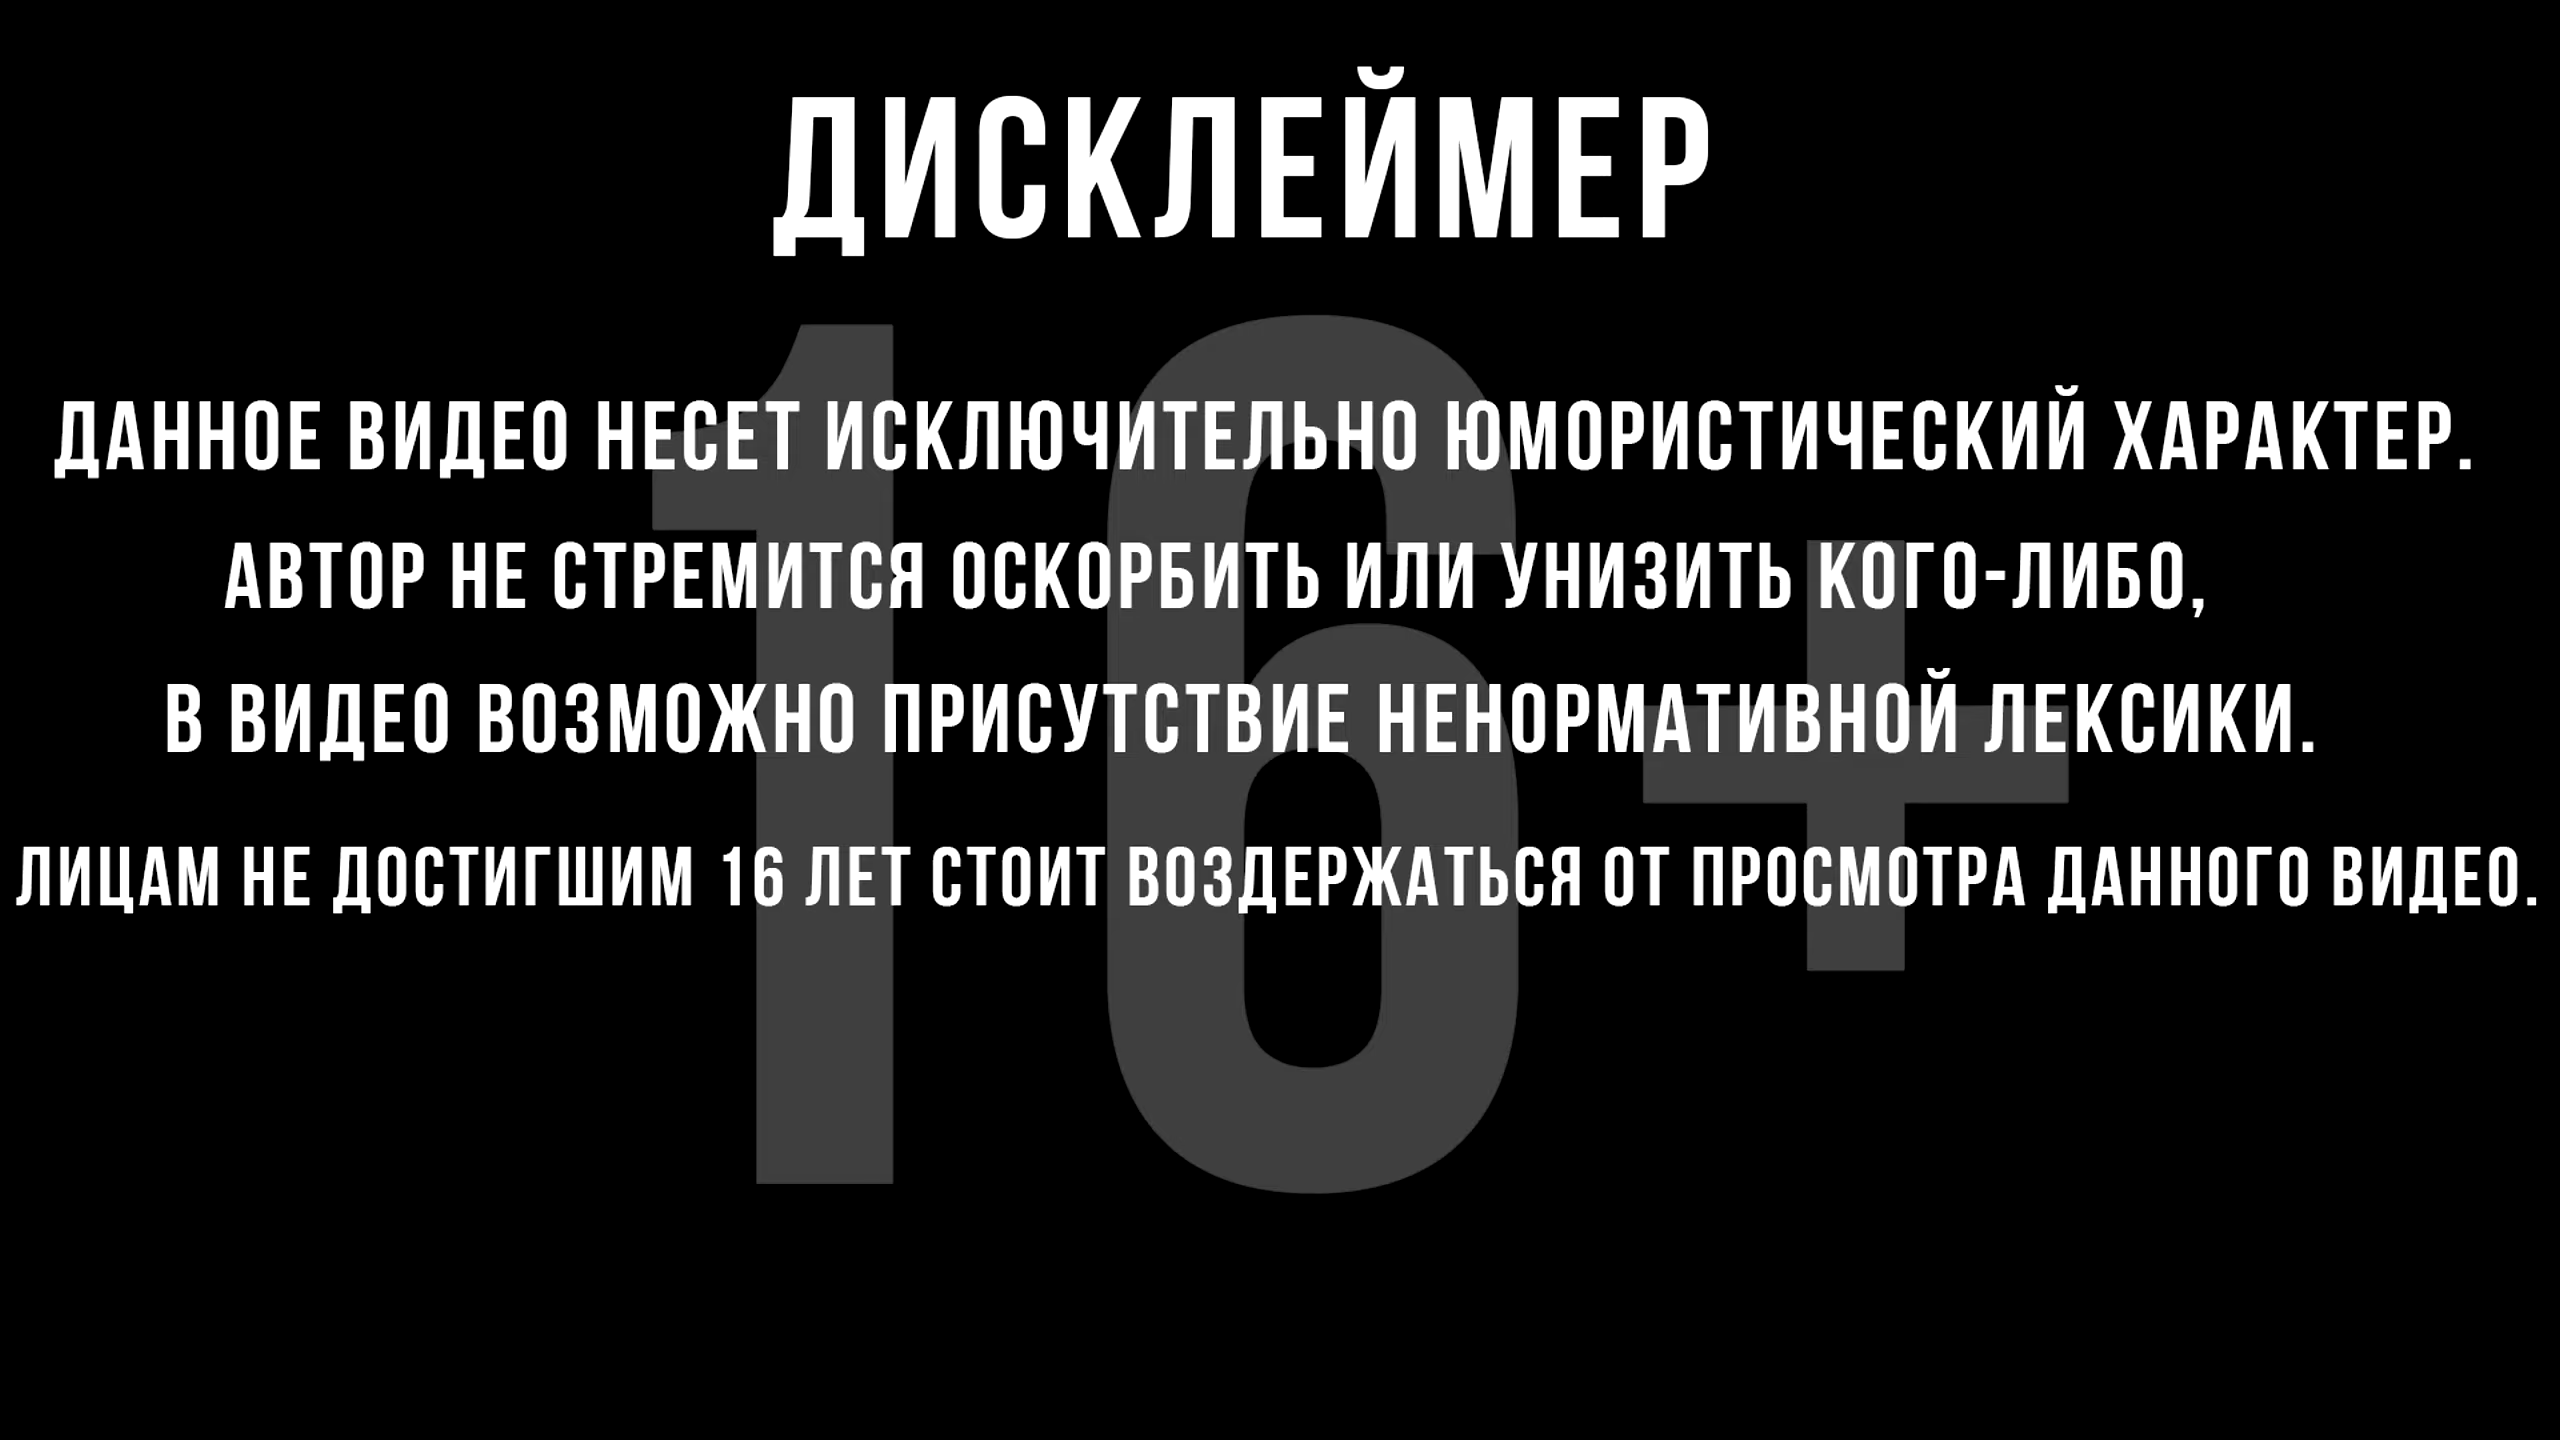 ДИСКЛЕЙМЕР
ДАННОЕ ВИДЕО НЕСЕТ ИСКЛЮЧИТЕЛЬНО ЮМОРИСТИЧЕСКИЙ ХАРАКТЕР.
АВТОР НЕ СТРЕМИТСЯ ОСКОРБИТЬ ИЛИ УНИЗИТЬ КОГО-ЛИБО,
В ВИДЕО ВОЗМОЖНО ПРИСУТСТВИЕ НЕНОРМАТИВНОЙ ЛЕКСИКИ.
ЛИЦАМ НЕ ДОСТИГШИМ 16 ЛЕТ СТОИТ ВОЗДЕРЖАТЬСЯ ОТ ПРОСМОТРА ДАННОГО ВИДЕО.
16+